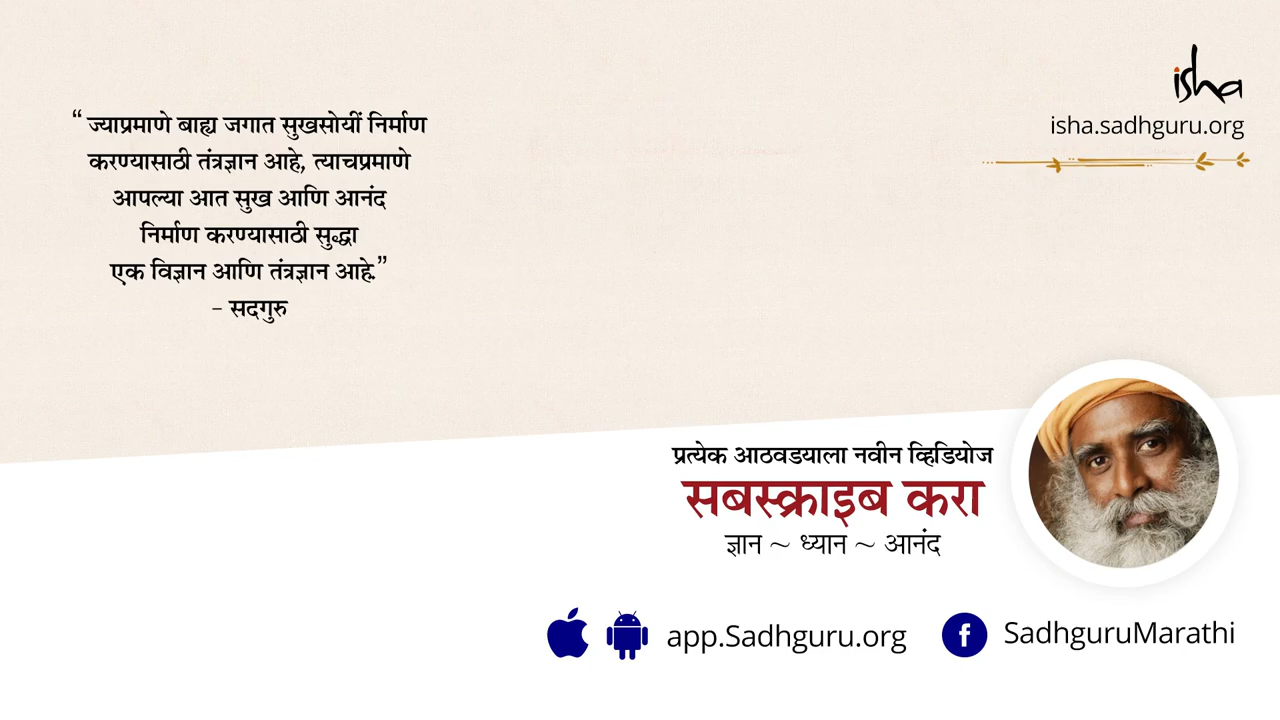 “ ज्याप्रमाणे बाह्य जगात सुखसोयीं निर्माण
करण्यासाठी तंत्रज्ञान आहे, त्याचप्रमाणे
आपल्या आत सुख आणि आनंद
निर्माण करण्यासाठी सुद्धा
एक विज्ञान आणि तंत्रज्ञान आहे.”
- सदगुरु
isha
isha.sadhguru.org
प्रत्येक आठवडयाला नवीन व्हिडियोज
सबस्क्राइब करा
ज्ञान ~ ध्यान ~ आनंद
app.Sadhguru.org
SadhguruMarathi